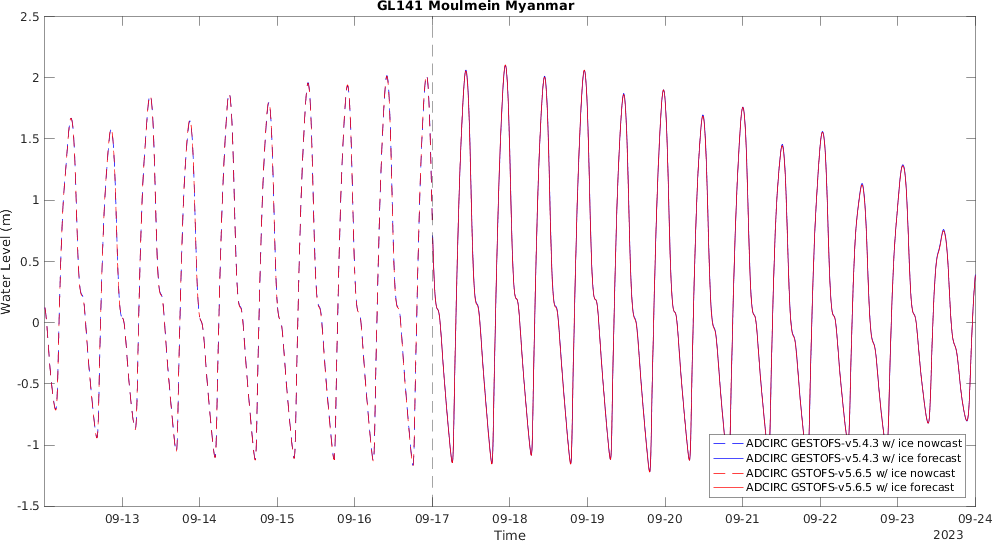 GL141 Moulmein Myanmar
2.5
2
1.5
1
0.5
0
-0.5
-1
-1.5
Water Level (m)
ADCIRC GESTOFS-v5.4.3 w/ ice nowcast
ADCIRC GESTOFS-v5.4.3 w/ ice forecast
ADCIRC GSTOFS-v5.6.5 w/ ice nowcast
ADCIRC GSTOFS-v5.6.5 w/ ice forecast
09-13 09-14 09-15 09-16 09-17 09-18 09-19 09-20 09-21 09-22 09-23 09-24
Time
2023